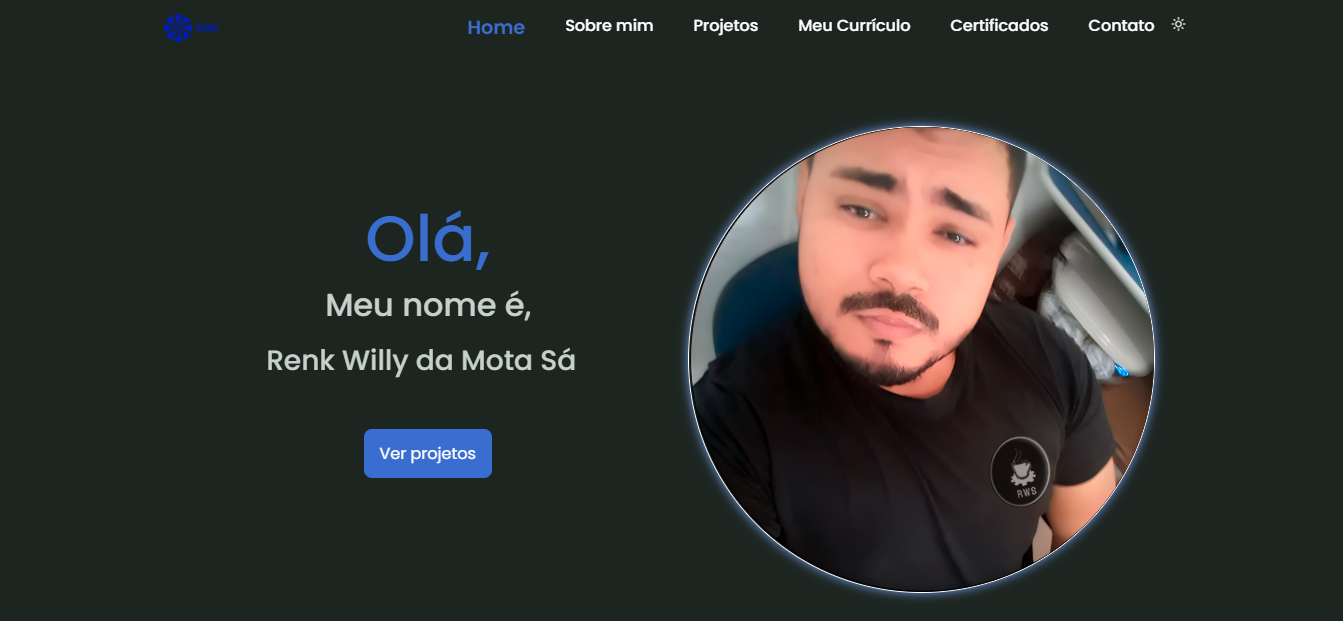 RWS
Home
Sobre mim
Projetos
Meu Currículo
Certificados
Contato
Olá,
Meu nome é,
Renk Willy da Mota Sá
Ver projetos
RWS